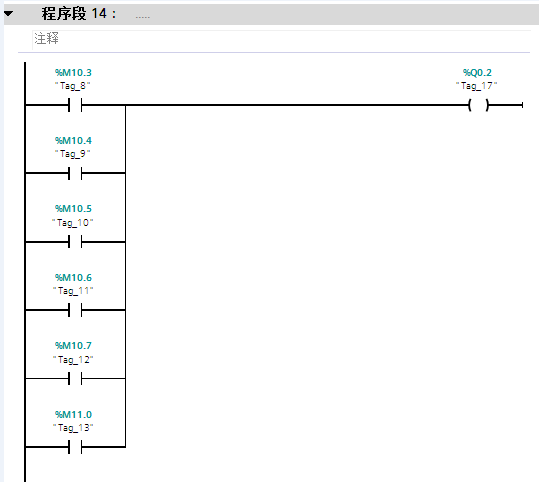 程序段 14： .....
注释
%M10.3
"Tag_8"
%Q0.2
"Tag_17"
%M10.4
"Tag_9"
%M10.5
"Tag_10"
%M10.6
"Tag_11"
%M10.7
"Tag_12"
%M11.0
"Tag_13"